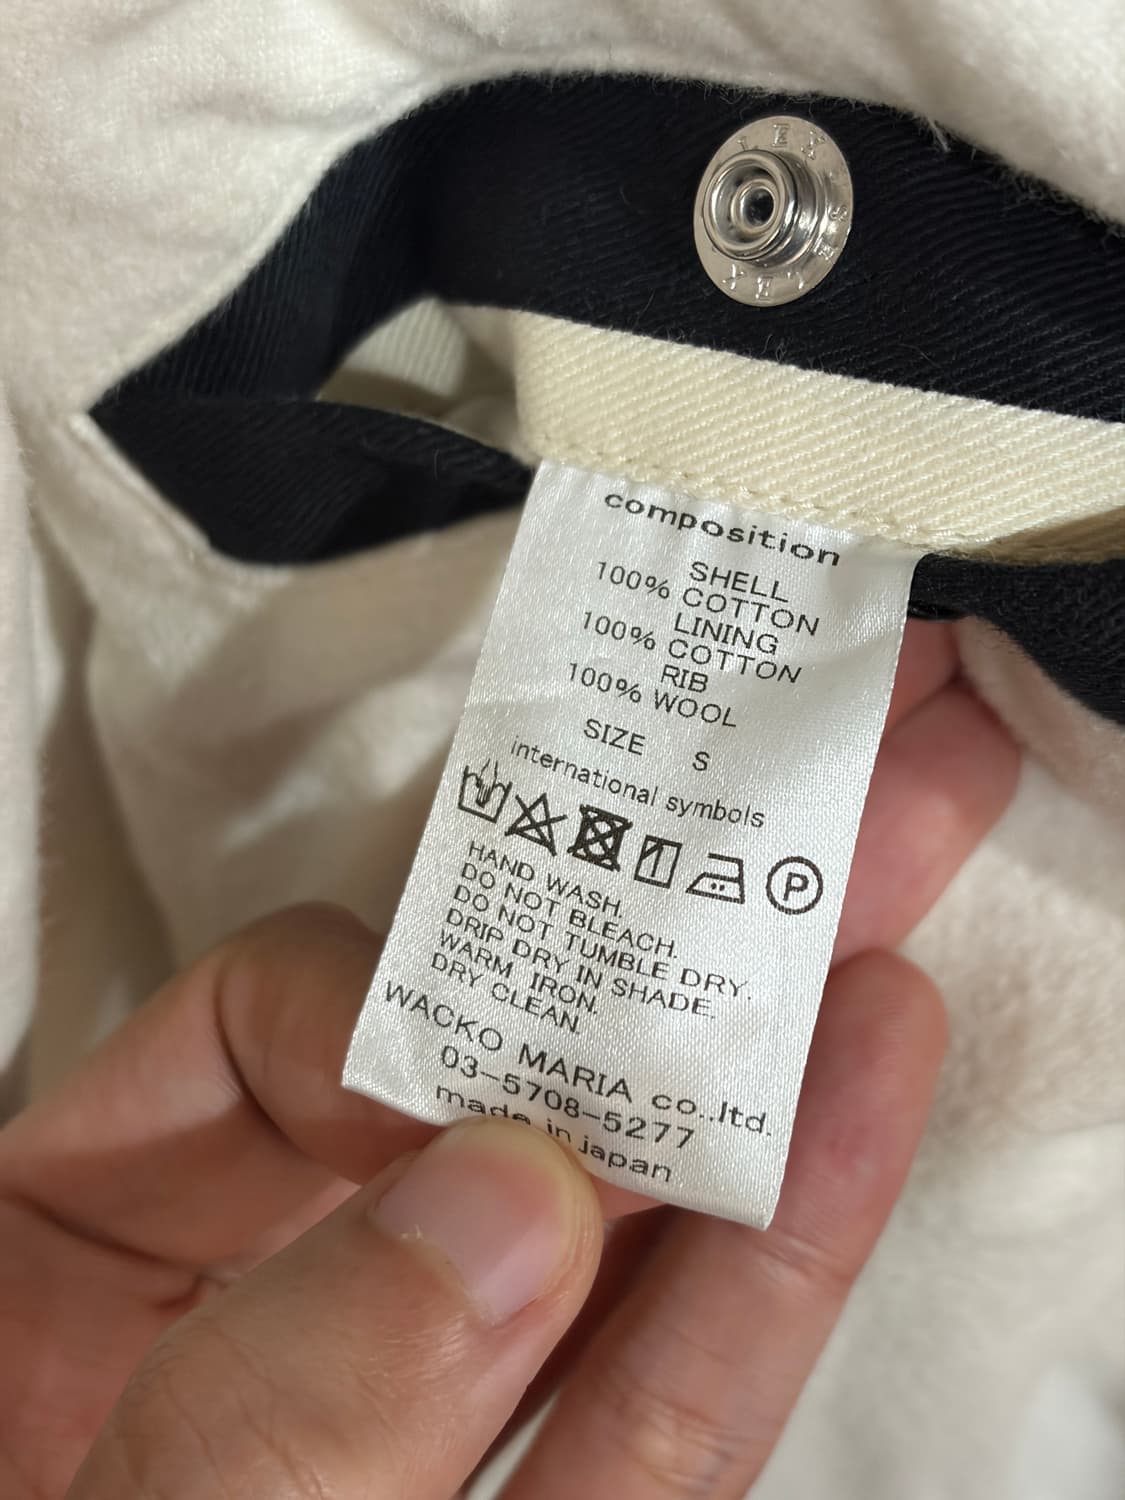 LEX
composition
SHELL
100% COTTON
LINING
100% COTTON
RIB
100% WOOL
SIZE S
international symbols
P
HAND WASH.
DO NOT BLEACH.
DO NOT TUMBLE DRY.
DRIP DRY IN SHADE.
WARM IRON.
DRY CLEAN.
WACKO MARIA co.,ltd.
03-5708-5277
made in japan